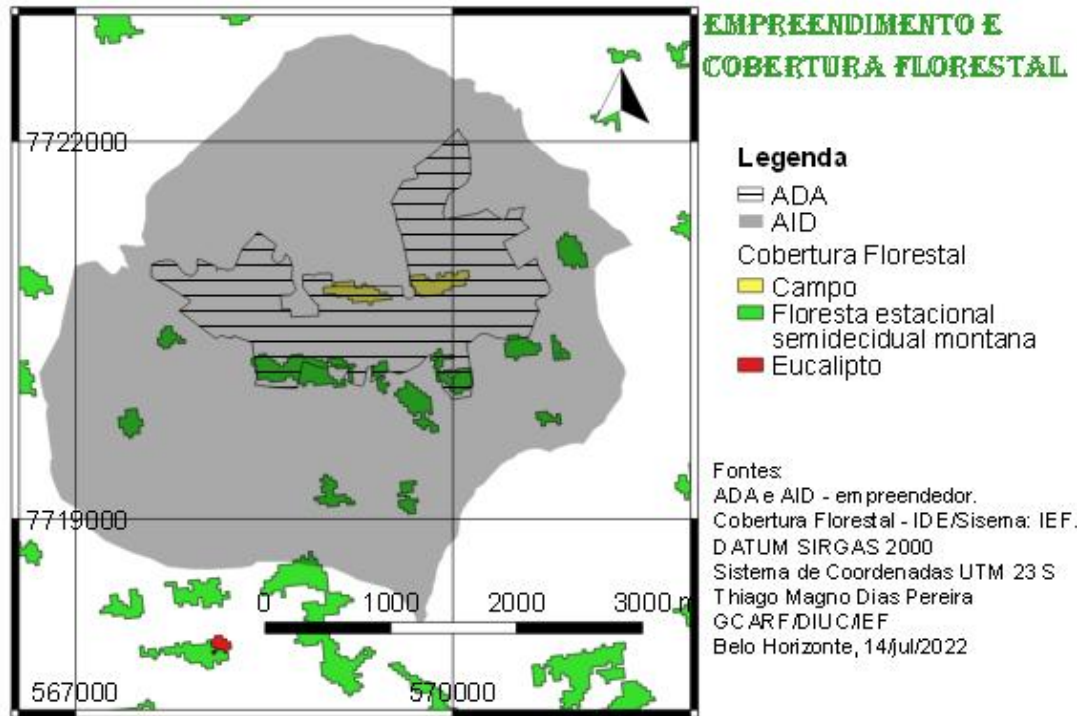 EMPREENDIMENTO E
COBERTURA FLORESTAL
7722000
Legenda
ADA
AID
Cobertura Florestal
Campo
Floresta estacional
semidecidual montana
Eucalipto
7719000
0 1000 2000 3000 m
567000 570000
Fontes:
ADA e AID - empreendedor.
Cobertura Florestal - IDE/Sisema: IEF.
DATUM SIRGAS 2000
Sistema de Coordenadas UTM 23 S
Thiago Magno Dias Pereira
GCARF/DIUC/IEF
Belo Horizonte, 14/jul/2022